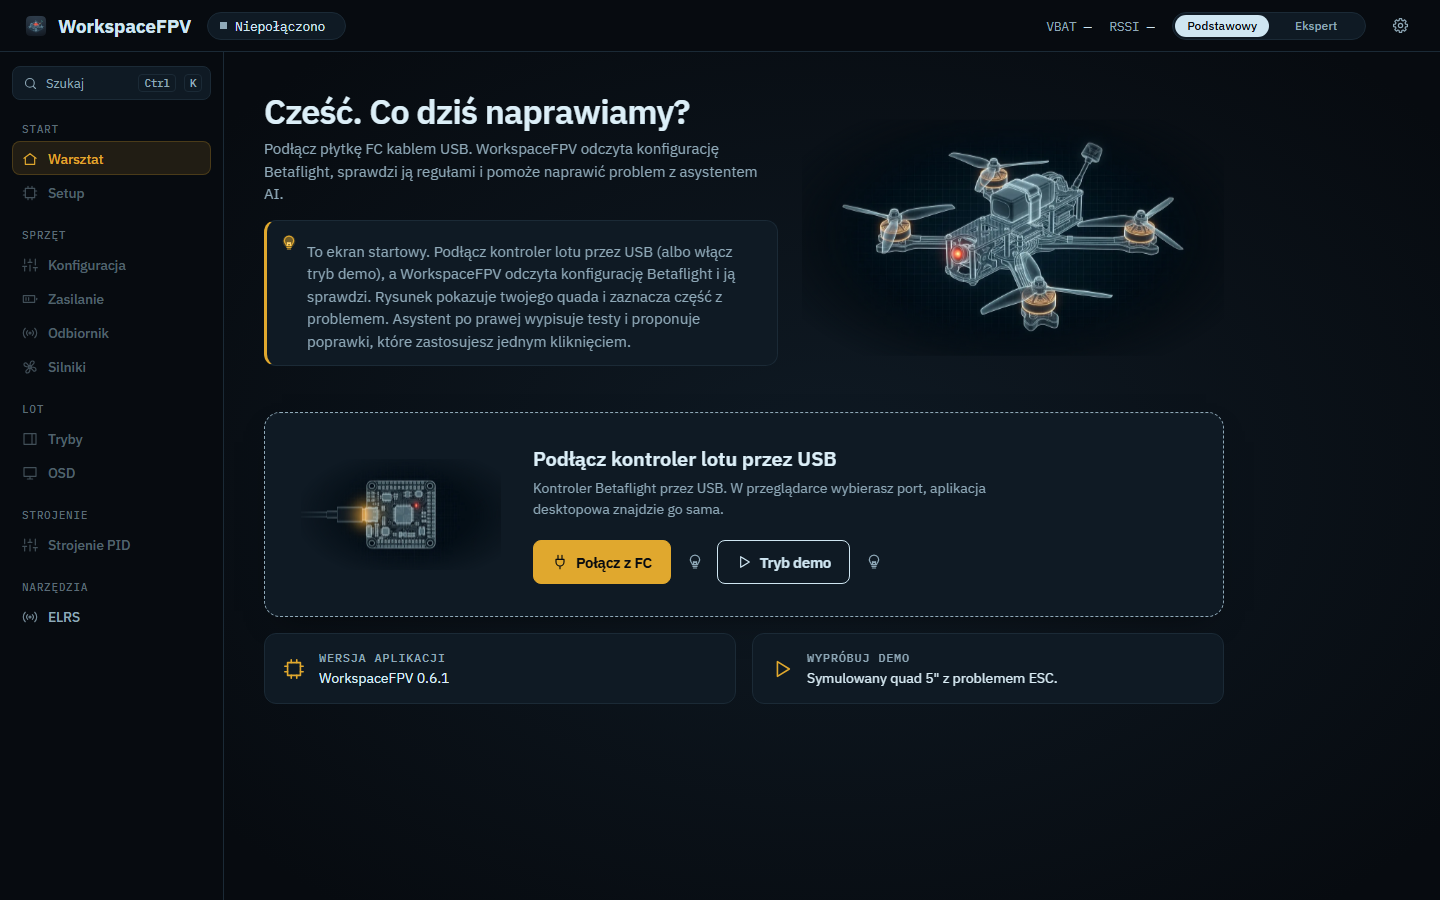 WorkspaceFPV
Niepołączono
VBAT —
RSSI —
Podstawowy
Ekspert
Szukaj
Ctrl
K
START
Warsztat
Setup
SPRZĘT
Konfiguracja
Zasilanie
Odbiornik
Silniki
LOT
Tryby
OSD
STROJENIE
Strojenie PID
NARZĘDZIA
ELRS
Cześć. Co dziś naprawiamy?
Podłącz płytkę FC kablem USB. WorkspaceFPV odczyta konfigurację
Betaflight, sprawdzi ją regułami i pomoże naprawić problem z asystentem
AI.
To ekran startowy. Podłącz kontroler lotu przez USB (albo włącz
tryb demo), a WorkspaceFPV odczyta konfigurację Betaflight i ją
sprawdzi. Rysunek pokazuje twojego quada i zaznacza część z
problemem. Asystent po prawej wypisuje testy i proponuje
poprawki, które zastosujesz jednym kliknięciem.
Podłącz kontroler lotu przez USB
Kontroler Betaflight przez USB. W przeglądarce wybierasz port, aplikacja
desktopowa znajdzie go sama.
Połącz z FC
Tryb demo
WERSJA APLIKACJI
WorkspaceFPV 0.6.1
WYPRÓBUJ DEMO
Symulowany quad 5" z problemem ESC.